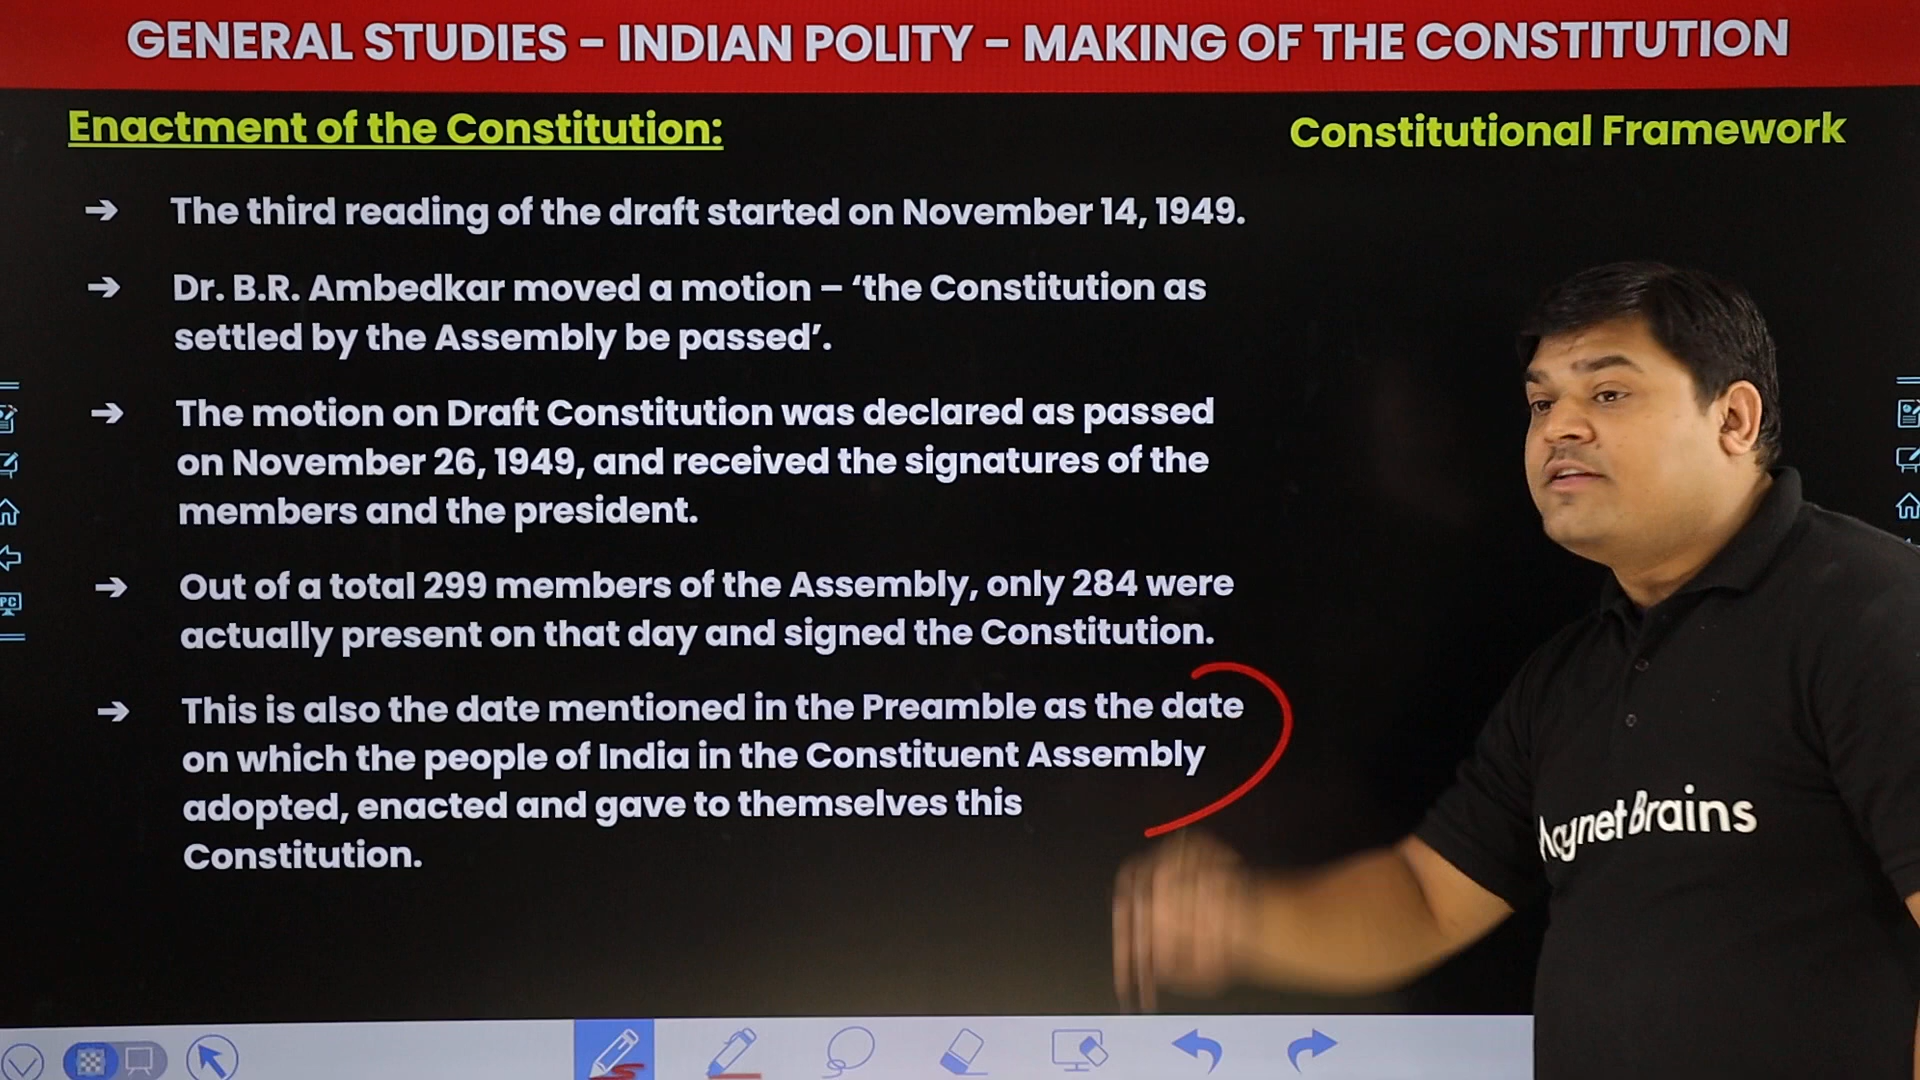 GENERAL STUDIES – INDIAN POLITY – MAKING OF THE CONSTITUTION
Enactment of the Constitution:
Constitutional Framework
➔ The third reading of the draft started on November 14, 1949.
➔ Dr. B.R. Ambedkar moved a motion – ‘the Constitution as
settled by the Assembly be passed’.
➔ The motion on Draft Constitution was declared as passed
on November 26, 1949, and received the signatures of the
members and the president.
➔ Out of a total 299 members of the Assembly, only 284 were
actually present on that day and signed the Constitution.
➔ This is also the date mentioned in the Preamble as the date
on which the people of India in the Constituent Assembly
adopted, enacted and gave to themselves this
Constitution.
Magnet Brains
PC